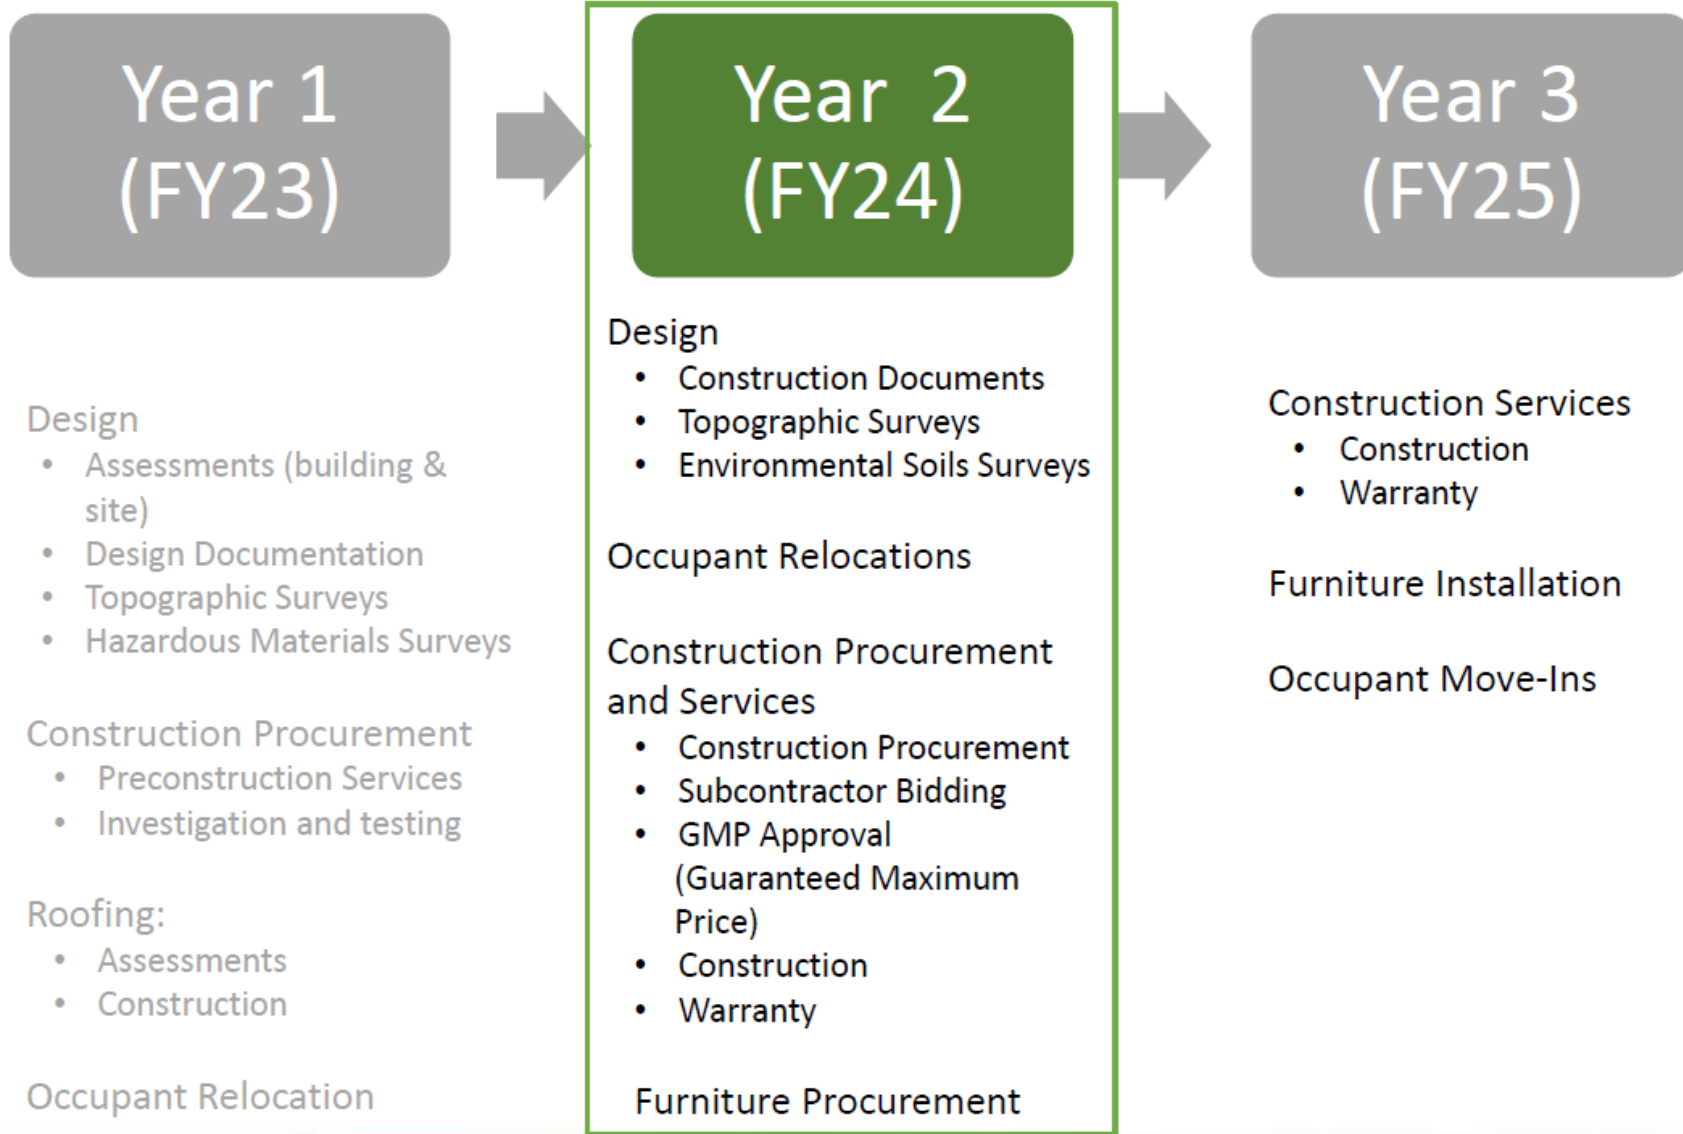 Year 1
(FY23)
Design
• Assessments (building &
site)
• Design Documentation
• Topographic Surveys
• Hazardous Materials Surveys
Construction Procurement
• Preconstruction Services
• Investigation and testing
Roofing:
• Assessments
• Construction
Occupant Relocation
Year 2
(FY24)
Design
• Construction Documents
• Topographic Surveys
• Environmental Soils Surveys
Occupant Relocations
Construction Procurement
and Services
• Construction Procurement
• Subcontractor Bidding
• GMP Approval
(Guaranteed Maximum
Price)
• Construction
• Warranty
Furniture Procurement
Year 3
(FY25)
Construction Services
• Construction
• Warranty
Furniture Installation
Occupant Move-Ins